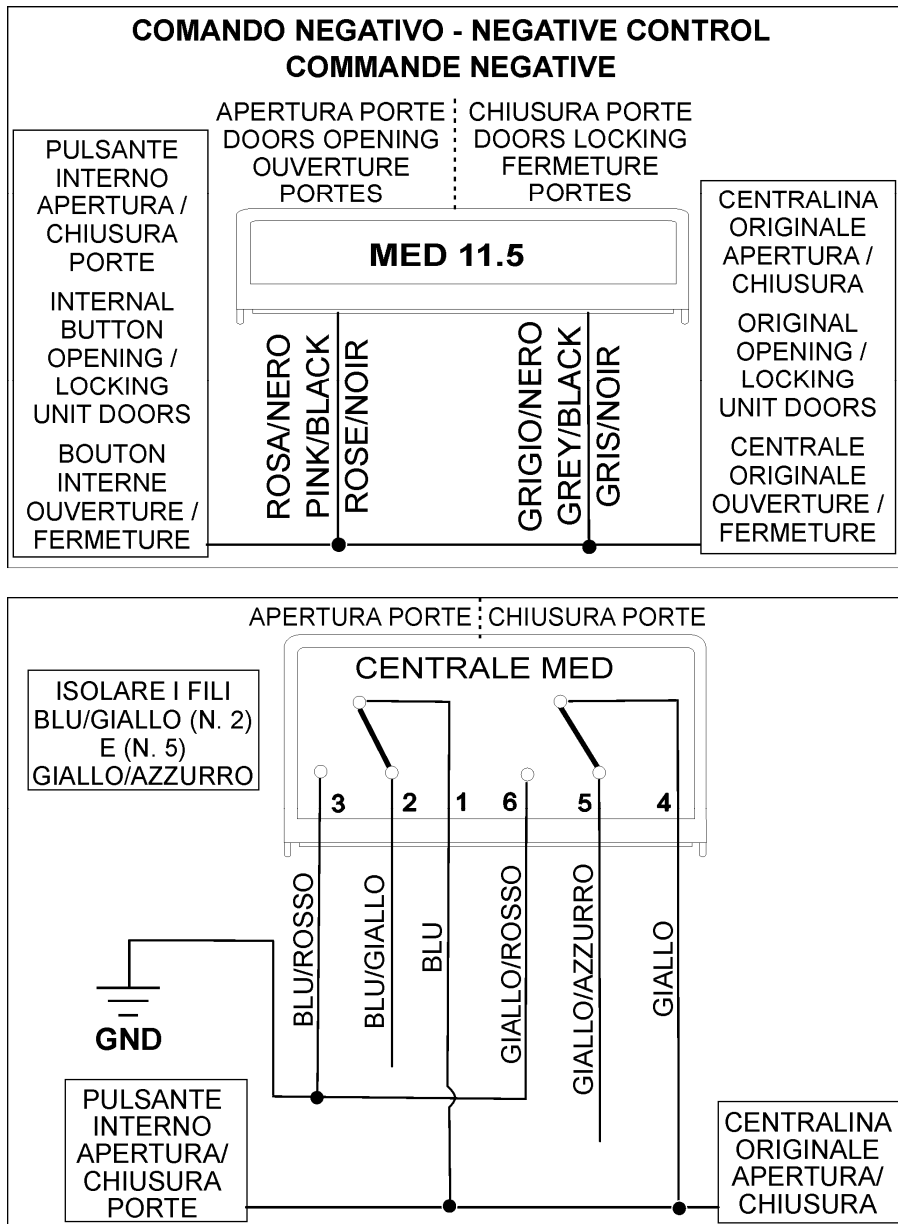 COMANDO NEGATIVO - NEGATIVE CONTROL
COMMANDE NEGATIVE
APERTURA PORTE
DOORS OPENING
OUVERTURE
PORTES
CHIUSURA PORTE
DOORS LOCKING
FERMETURE
PORTES
PULSANTE
INTERNO
APERTURA /
CHIUSURA
PORTE
INTERNAL
BUTTON
OPENING /
LOCKING
UNIT DOORS
BOUTON
INTERNE
OUVERTURE /
FERMETURE
MED 11.5
ROSA/NERO
PINK/BLACK
ROSE/NOIR
GRIGIO/NERO
GREY/BLACK
GRIS/NOIR
CENTRALINA
ORIGINALE
APERTURA /
CHIUSURA
ORIGINAL
OPENING /
LOCKING
UNIT DOORS
CENTRALE
ORIGINALE
OUVERTURE /
FERMETURE
APERTURA PORTE
CHIUSURA PORTE
CENTRALE MED
ISOLARE I FILI
BLU/GIALLO (N. 2)
E (N. 5)
GIALLO/AZZURRO
3 2 1 6 5 4
BLU/ROSSO
BLU/GIALLO
BLU
GIALLO/ROSSO
GIALLO/AZZURRO
GIALLO
GND
PULSANTE
INTERNO
APERTURA/
CHIUSURA
PORTE
CENTRALINA
ORIGINALE
APERTURA/
CHIUSURA